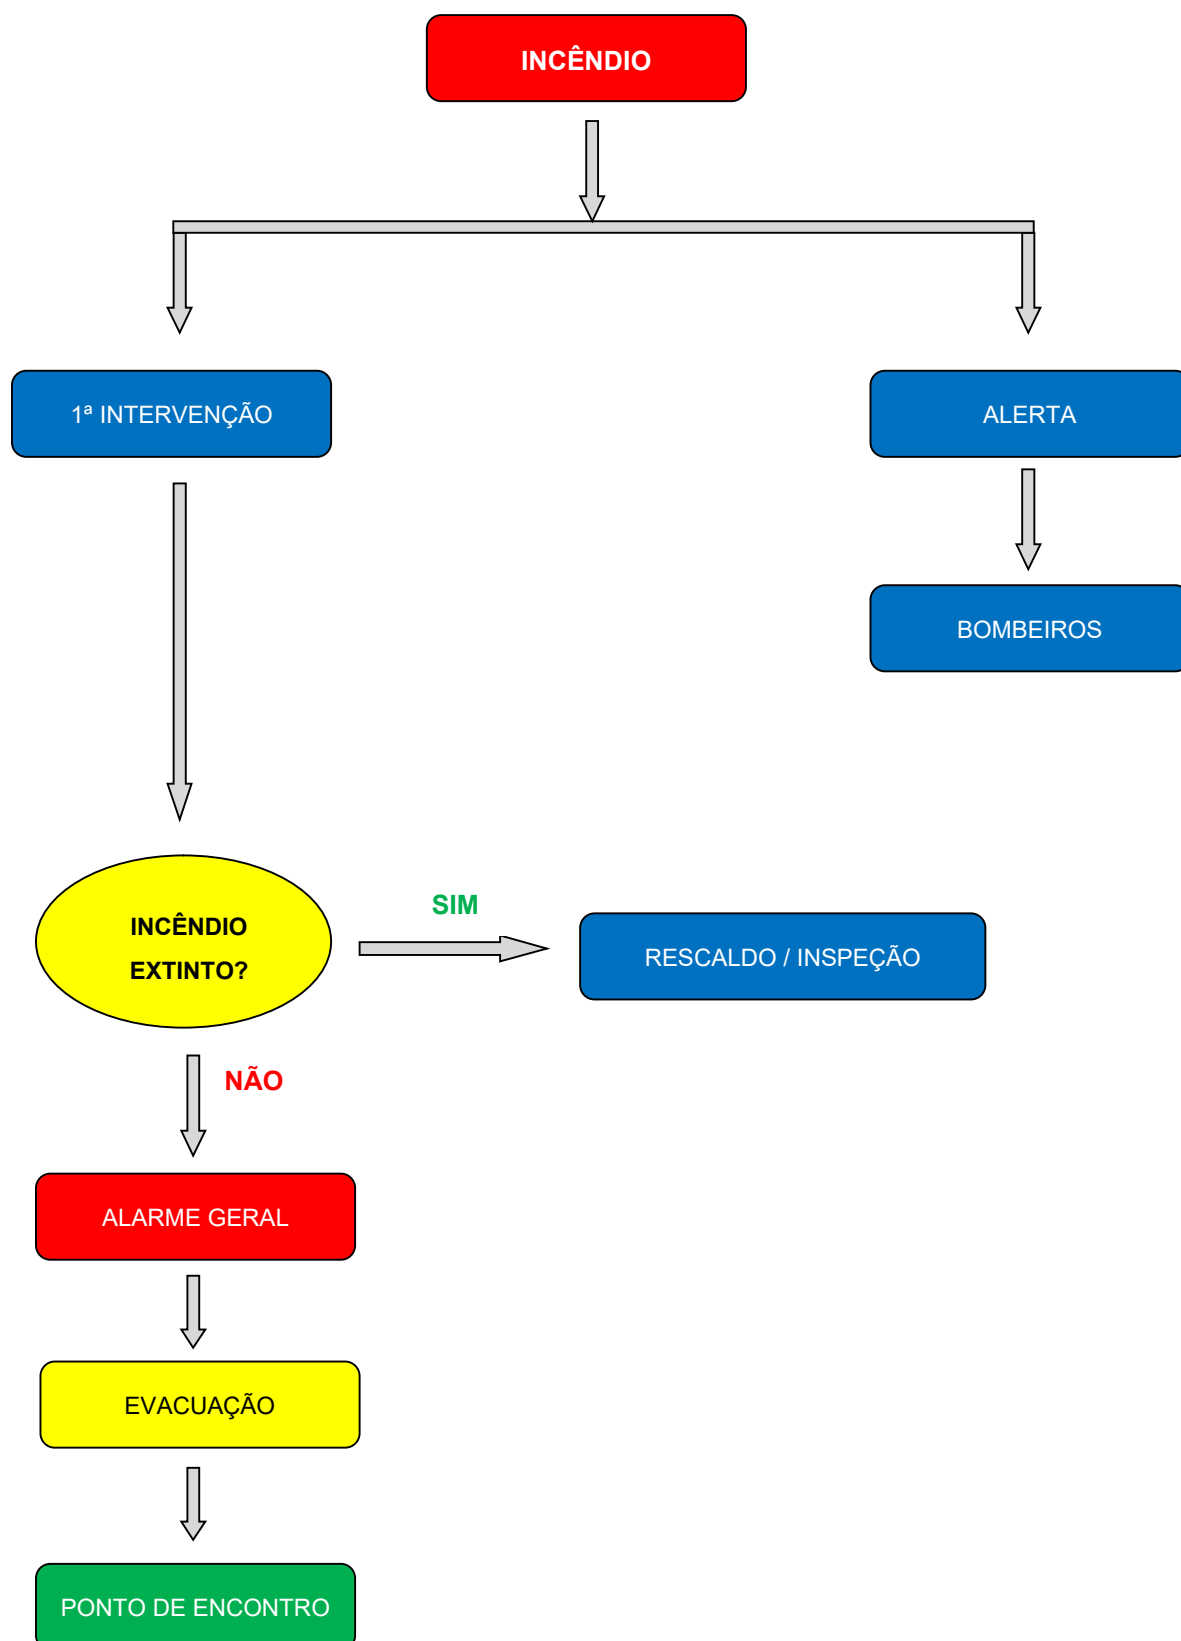 INCÊNDIO
1ª INTERVENÇÃO
ALERTA
BOMBEIROS
INCÊNDIO
EXTINTO?
SIM
RESCALDO / INSPEÇÃO
NÃO
ALARME GERAL
EVACUAÇÃO
PONTO DE ENCONTRO